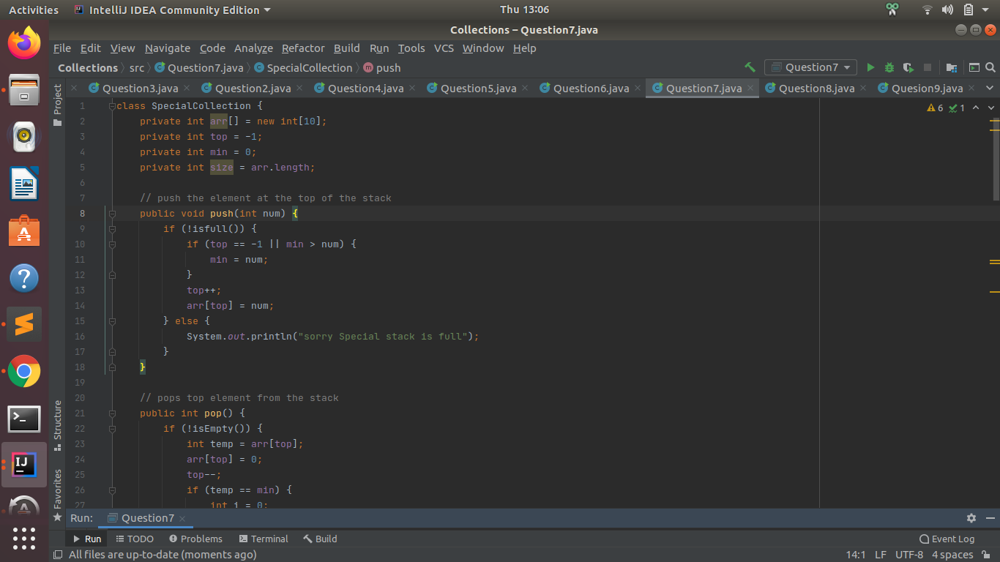 Activities IntelliJ IDEA Community Edition Thu 13:06
Collections – Question7.java
File Edit View Navigate Code Analyze Refactor Build Run Tools VCS Window Help
Collections src Question7.java SpecialCollection push Question7
Question3.java Question2.java Question4.java Question5.java Question6.java Question7.java Question8.java Quesion9.java
Project
Structure
Favorites
6 1
1 class SpecialCollection {
2 private int arr[] = new int[10];
3 private int top = -1;
4 private int min = 0;
5 private int size = arr.length;
6
7 // push the element at the top of the stack
8 public void push(int num) {
9 if (!isfull()) {
10 if (top == -1 || min > num) {
11 min = num;
12 }
13 top++;
14 arr[top] = num;
15 } else {
16 System.out.println("sorry Special stack is full");
17 }
18 }
19
20 // pops top element from the stack
21 public int pop() {
22 if (!isEmpty()) {
23 int temp = arr[top];
24 arr[top] = 0;
25 top--;
26 if (temp == min) {
27 int i = 0;
Run: Question7
Run TODO Problems Terminal Build Event Log
All files are up-to-date (moments ago) 14:1 LF UTF-8 4 spaces